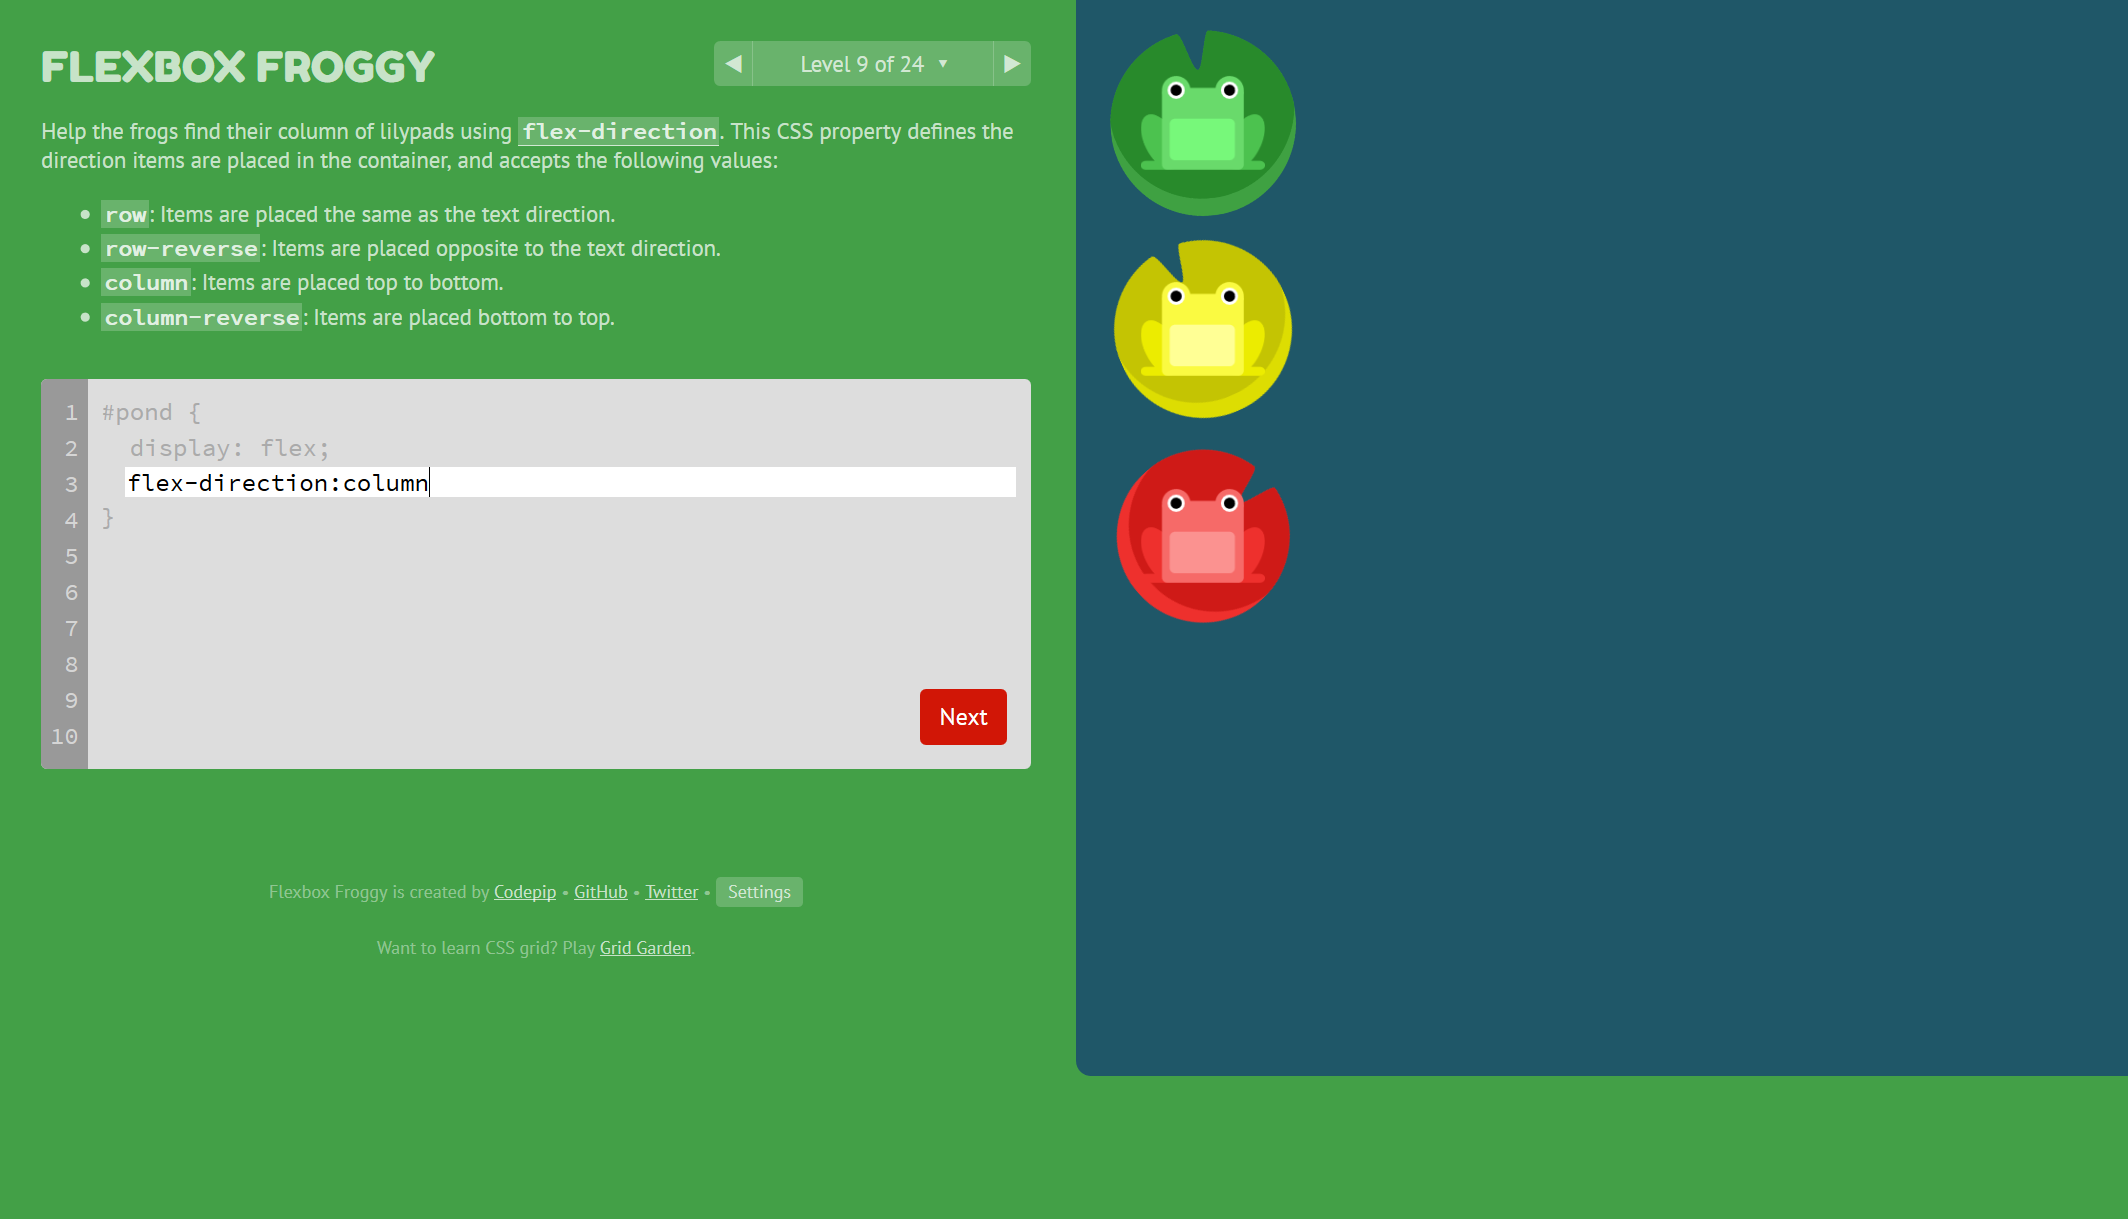 FLEXBOX FROGGY
◀ Level 9 of 24 ▼ ▶
Help the frogs find their column of lilypads using flex-direction. This CSS property defines the
direction items are placed in the container, and accepts the following values:
• row: Items are placed the same as the text direction.
• row-reverse: Items are placed opposite to the text direction.
• column: Items are placed top to bottom.
• column-reverse: Items are placed bottom to top.
1 #pond {
2 display: flex;
3 flex-direction:column
4 }
5
6
7
8
9
10
Next
Flexbox Froggy is created by Codepip • GitHub • Twitter • Settings
Want to learn CSS grid? Play Grid Garden.